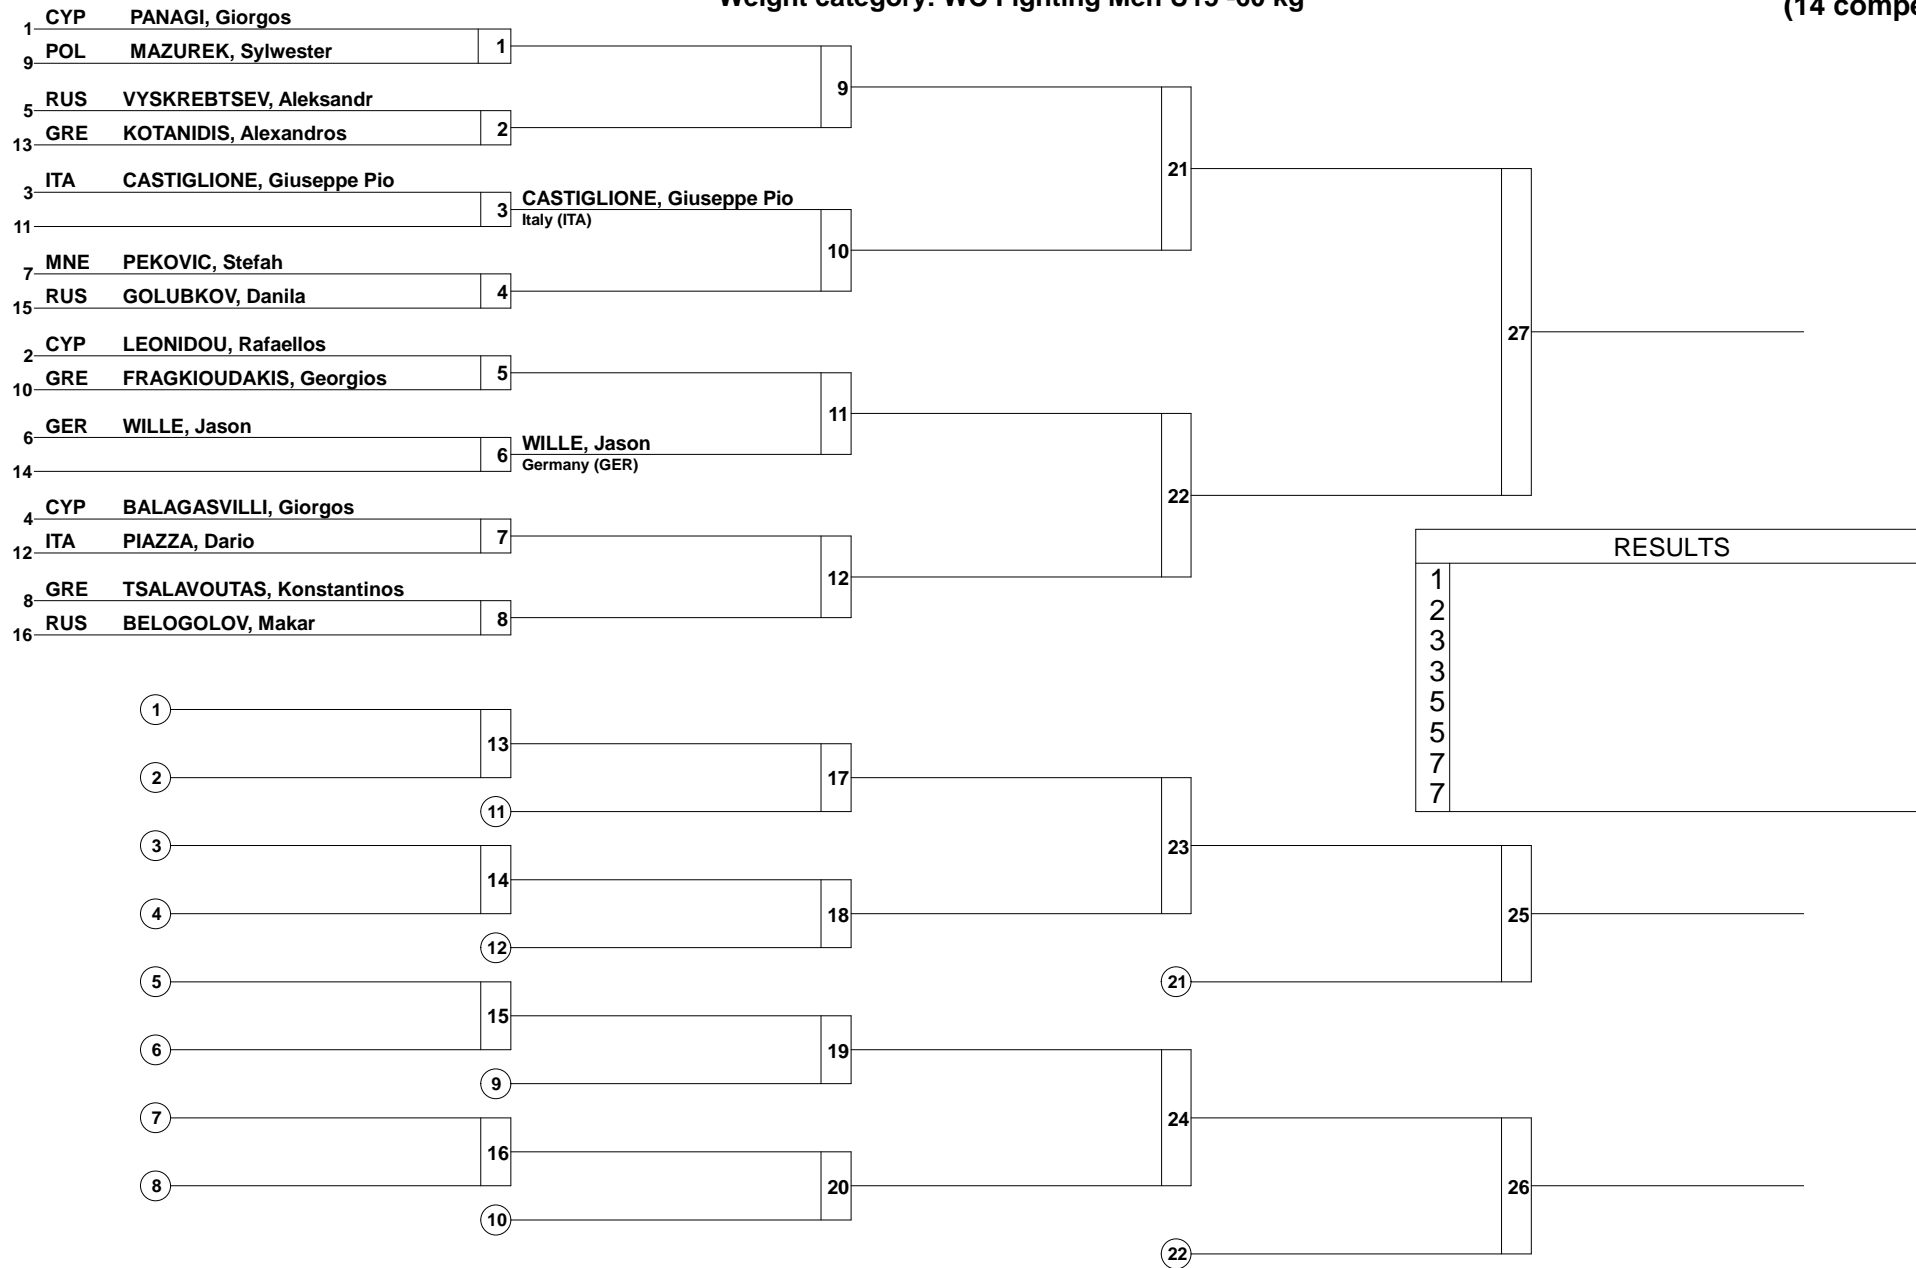 Weight category: WC Fighting Men U15 -60 kg
(14 compe
1 CYP PANAGI, Giorgos
9 POL MAZUREK, Sylwester
1
5 RUS VYSKREBTSEV, Aleksandr
13 GRE KOTANIDIS, Alexandros
2
9
3 ITA CASTIGLIONE, Giuseppe Pio
11
3
CASTIGLIONE, Giuseppe Pio
Italy (ITA)
21
7 MNE PEKOVIC, Stefah
15 RUS GOLUBKOV, Danila
4
10
2 CYP LEONIDOU, Rafaellos
10 GRE FRAGKIOUDAKIS, Georgios
5
27
6 GER WILLE, Jason
14
6
WILLE, Jason
Germany (GER)
11
4 CYP BALAGASVILLI, Giorgos
12 ITA PIAZZA, Dario
7
22
8 GRE TSALAVOUTAS, Konstantinos
16 RUS BELOGOLOV, Makar
8
12
RESULTS
1
2
3
3
5
5
7
7
1
13
2
11
17
3
14
4
12
18
23
21
25
5
15
6
9
19
7
16
8
10
20
24
22
26